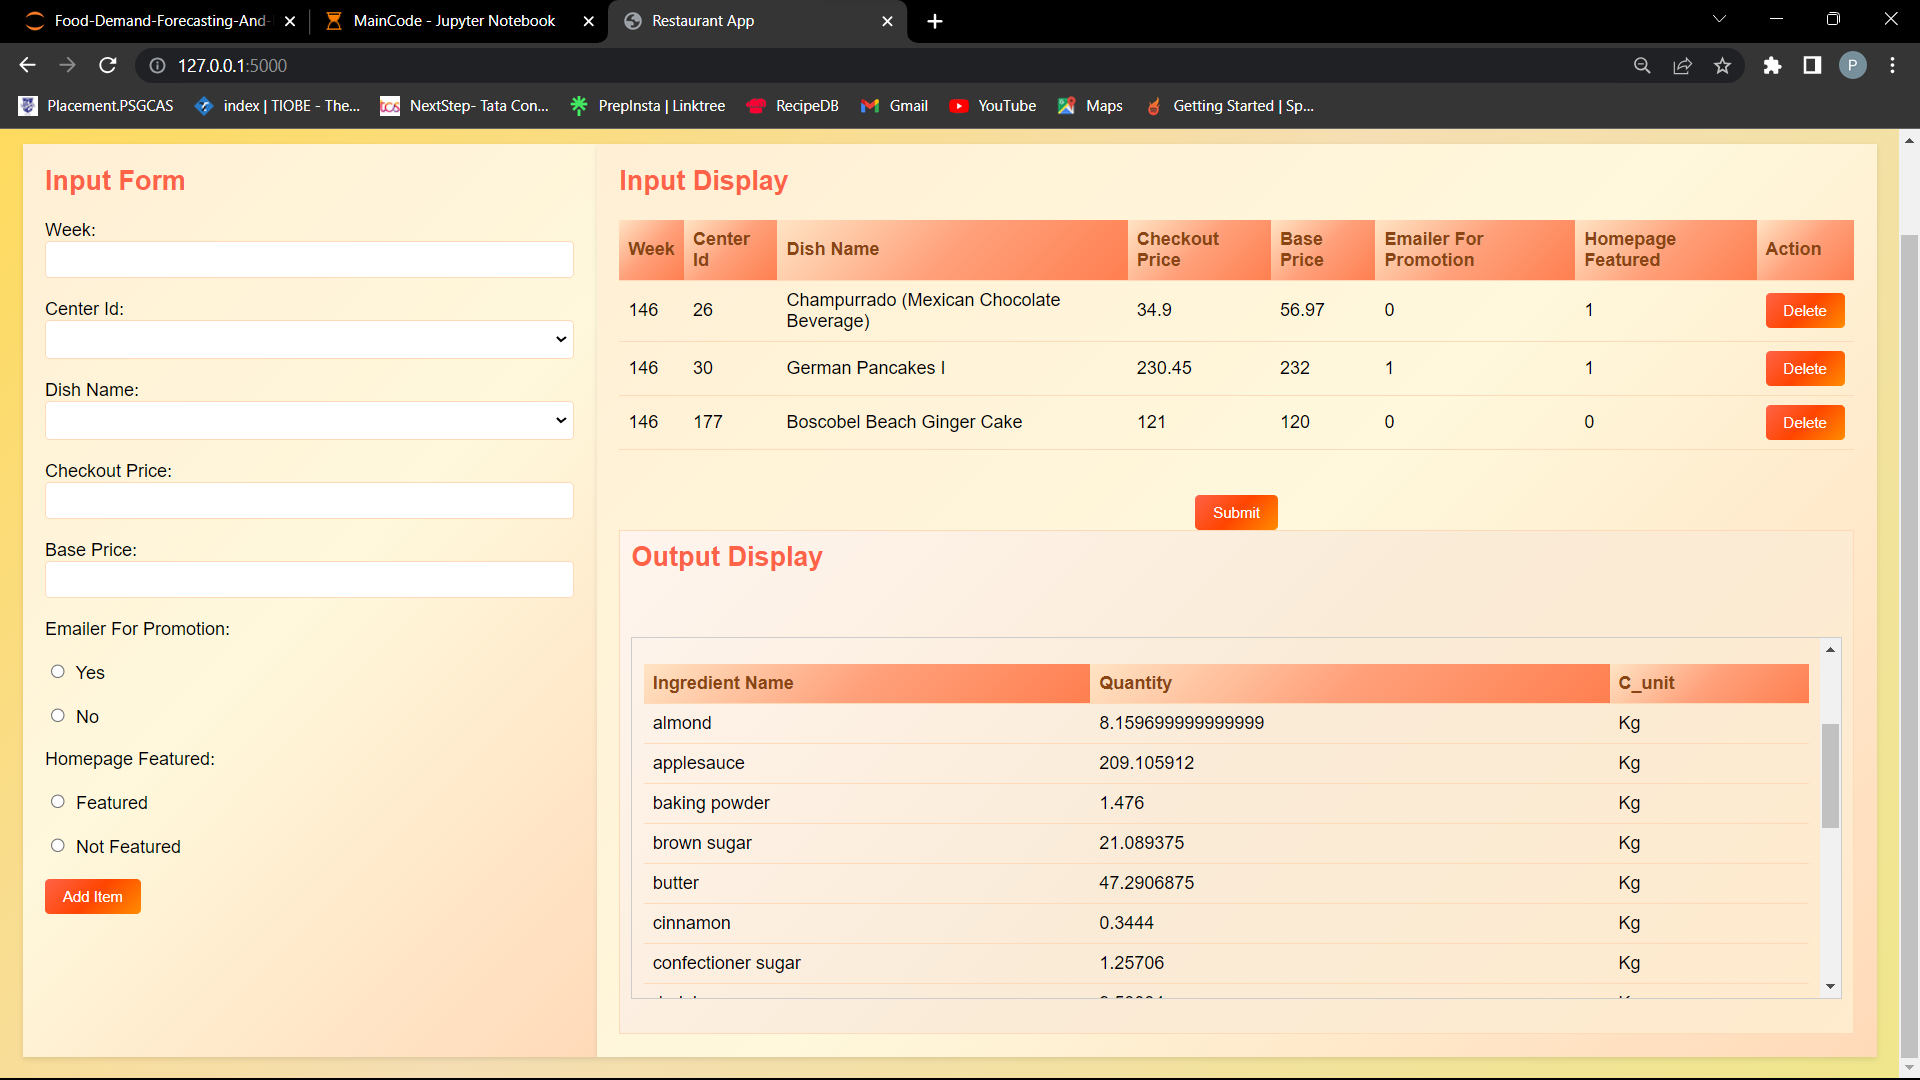 Food-Demand-Forecasting-And-
MainCode - Jupyter Notebook
Restaurant App
127.0.0.1:5000
P
Placement.PSGCAS
index | TIOBE - The...
tcs
NextStep- Tata Con...
PrepInsta | Linktree
RecipeDB
Gmail
YouTube
Maps
Getting Started | Sp...
Input Form
Week:
Center Id:
Dish Name:
Checkout Price:
Base Price:
Emailer For Promotion:
Yes
No
Homepage Featured:
Featured
Not Featured
Add Item
Input Display
Week Center Id Dish Name Checkout Price Base Price Emailer For Promotion Homepage Featured Action
146 26 Champurrado (Mexican Chocolate Beverage) 34.9 56.97 0 1 Delete
146 30 German Pancakes I 230.45 232 1 1 Delete
146 177 Boscobel Beach Ginger Cake 121 120 0 0 Delete
Submit
Output Display
Ingredient Name Quantity C_unit
almond 8.159699999999999 Kg
applesauce 209.105912 Kg
baking powder 1.476 Kg
brown sugar 21.089375 Kg
butter 47.2906875 Kg
cinnamon 0.3444 Kg
confectioner sugar 1.25706 Kg